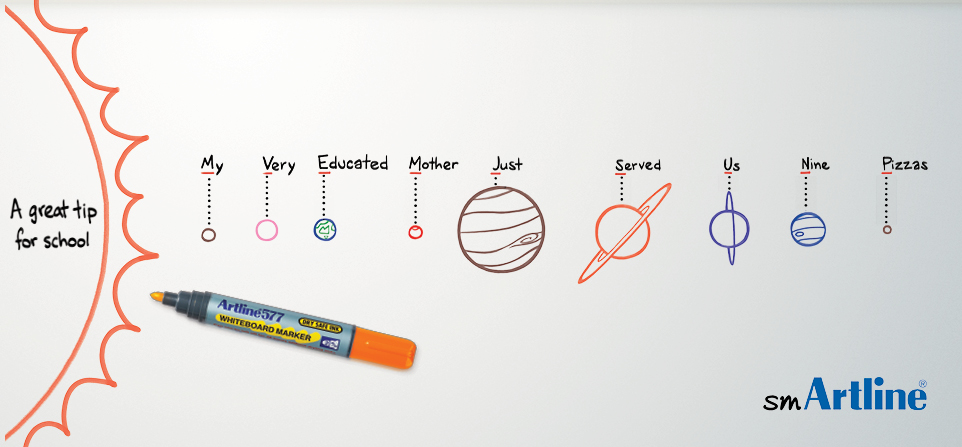 My Very Educated Mother Just Served Us Nine Pizzas
A great tip
for school
Artline 577
DRY SAFE INK
WHITEBOARD MARKER
smArtline®